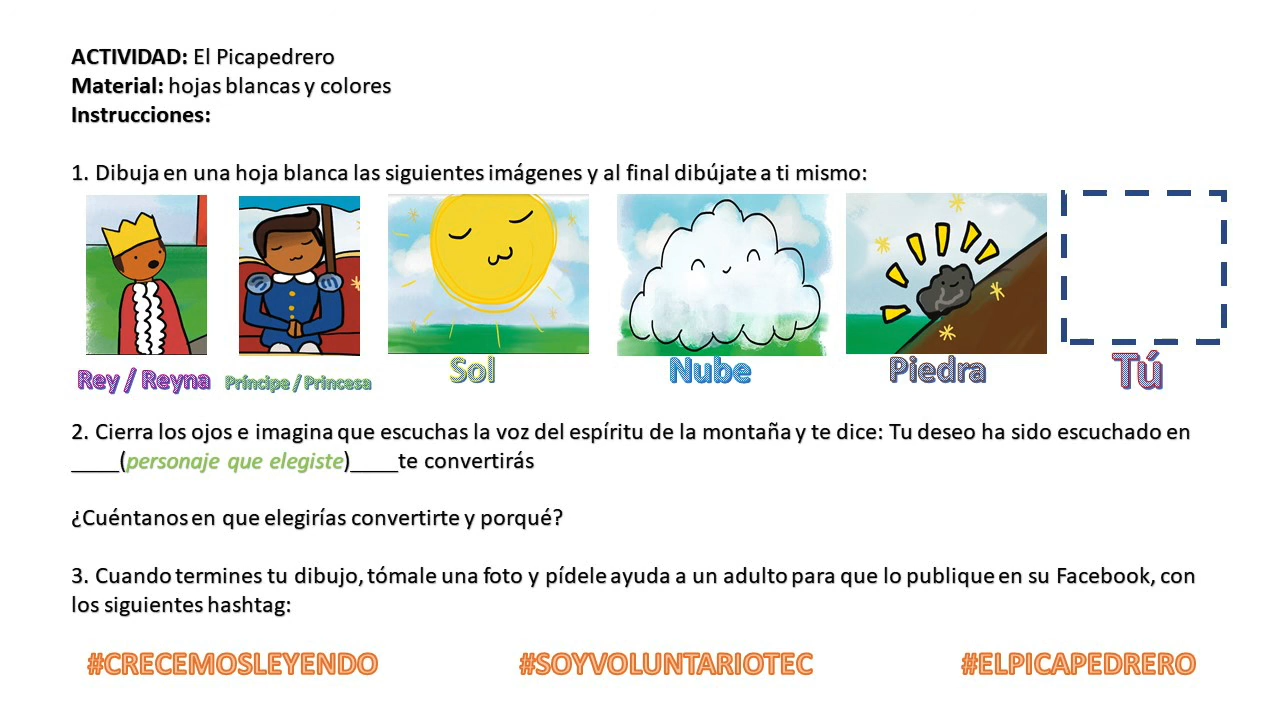 ACTIVIDAD: El Picapedrero
Material: hojas blancas y colores
Instrucciones:
1. Dibuja en una hoja blanca las siguientes imágenes y al final dibújate a ti mismo:
Rey / Reyna Príncipe / Princesa Sol Nube Piedra Tú
2. Cierra los ojos e imagina que escuchas la voz del espíritu de la montaña y te dice: Tu deseo ha sido escuchado en
____(personaje que elegiste)____te convertirás
¿Cuéntanos en que elegirías convertirte y porqué?
3. Cuando termines tu dibujo, tómale una foto y pídele ayuda a un adulto para que lo publique en su Facebook, con
los siguientes hashtag:
#CRECEMOSLEYENDO #SOYVOLUNTARIOTEC #ELPICAPEDRERO